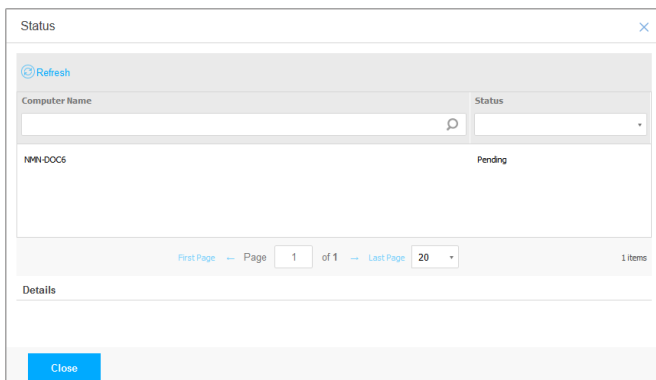 Status
Refresh
Computer Name Status
NMN-DOC6 Pending
First Page ← Page 1 of 1 → Last Page 20 1 items
Details
Close